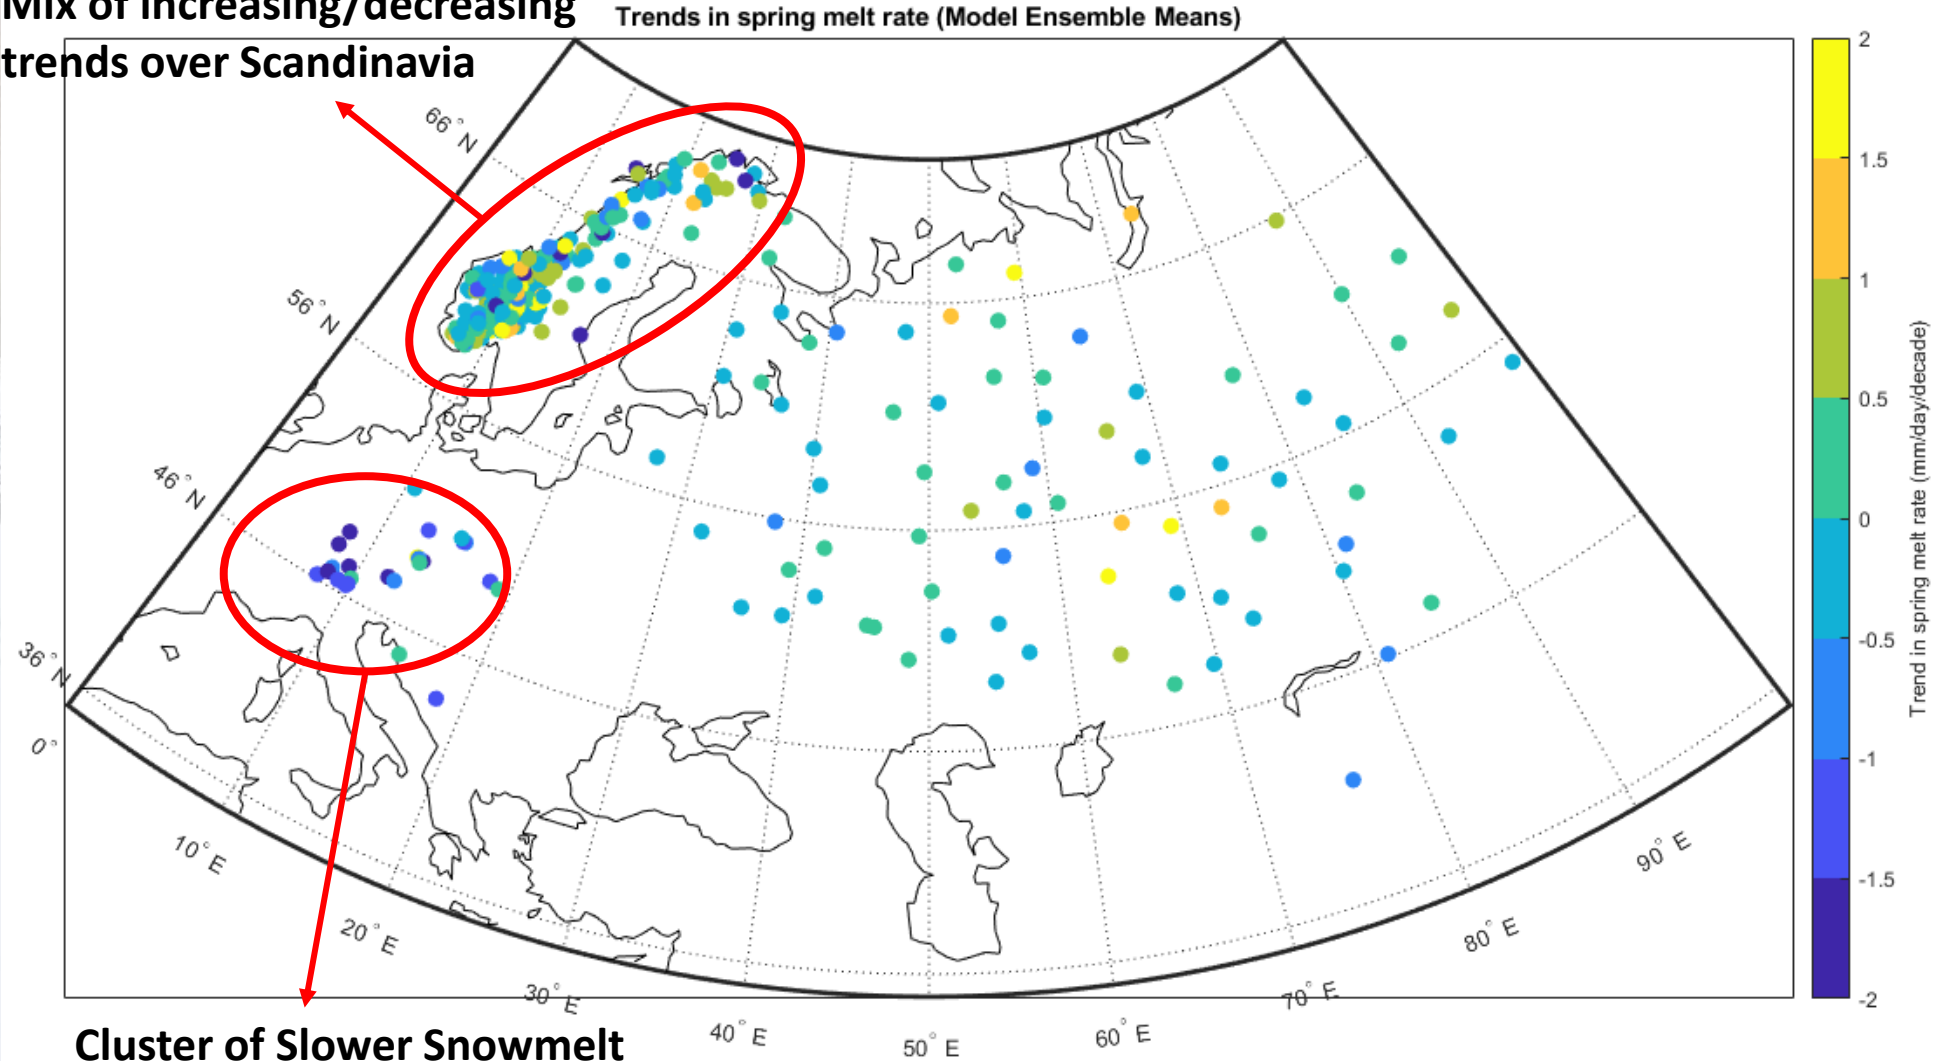 Mix of increasing/decreasing
trends over Scandinavia
Trends in spring melt rate (Model Ensemble Means)
66° N
56° N
46° N
36° N
0°
10° E
20° E
30° E
40° E
50° E
60° E
70° E
80° E
90° E
2
1.5
1
0.5
0
-0.5
-1
-1.5
-2
Trend in spring melt rate (mm/day/decade)
Cluster of Slower Snowmelt